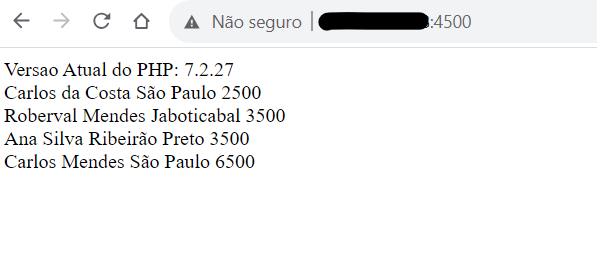 Não seguro | :4500
Versao Atual do PHP: 7.2.27
Carlos da Costa São Paulo 2500
Roberval Mendes Jaboticabal 3500
Ana Silva Ribeirão Preto 3500
Carlos Mendes São Paulo 6500